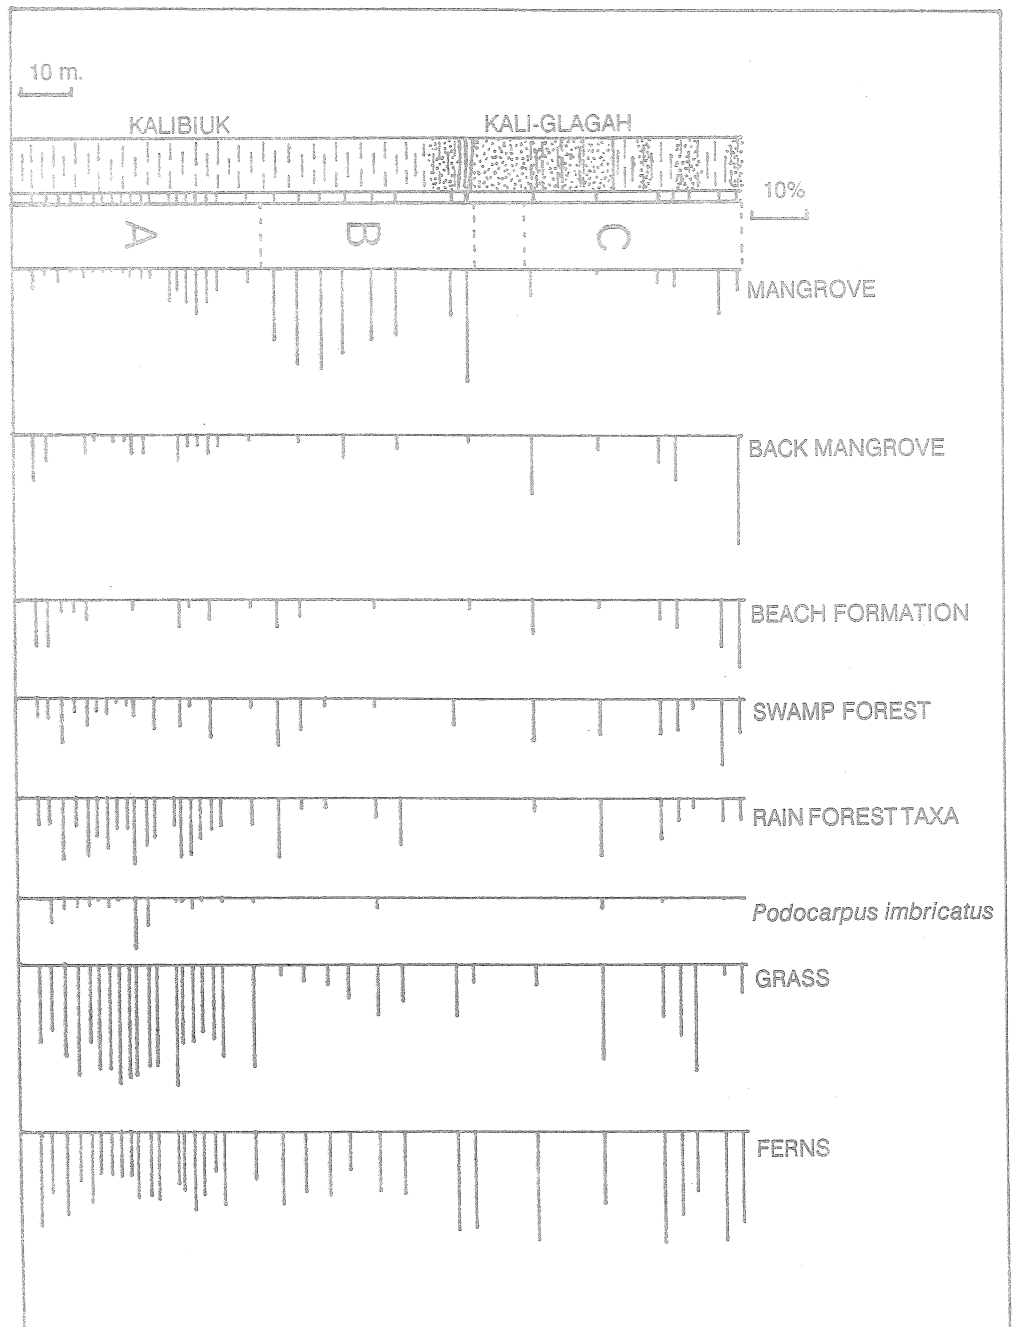 10 m.
KALIBIUK
KALI-GLAGAH
10%
A
B
C
MANGROVE
BACK MANGROVE
BEACH FORMATION
SWAMP FOREST
RAIN FOREST TAXA
Podocarpus imbricatus
GRASS
FERNS